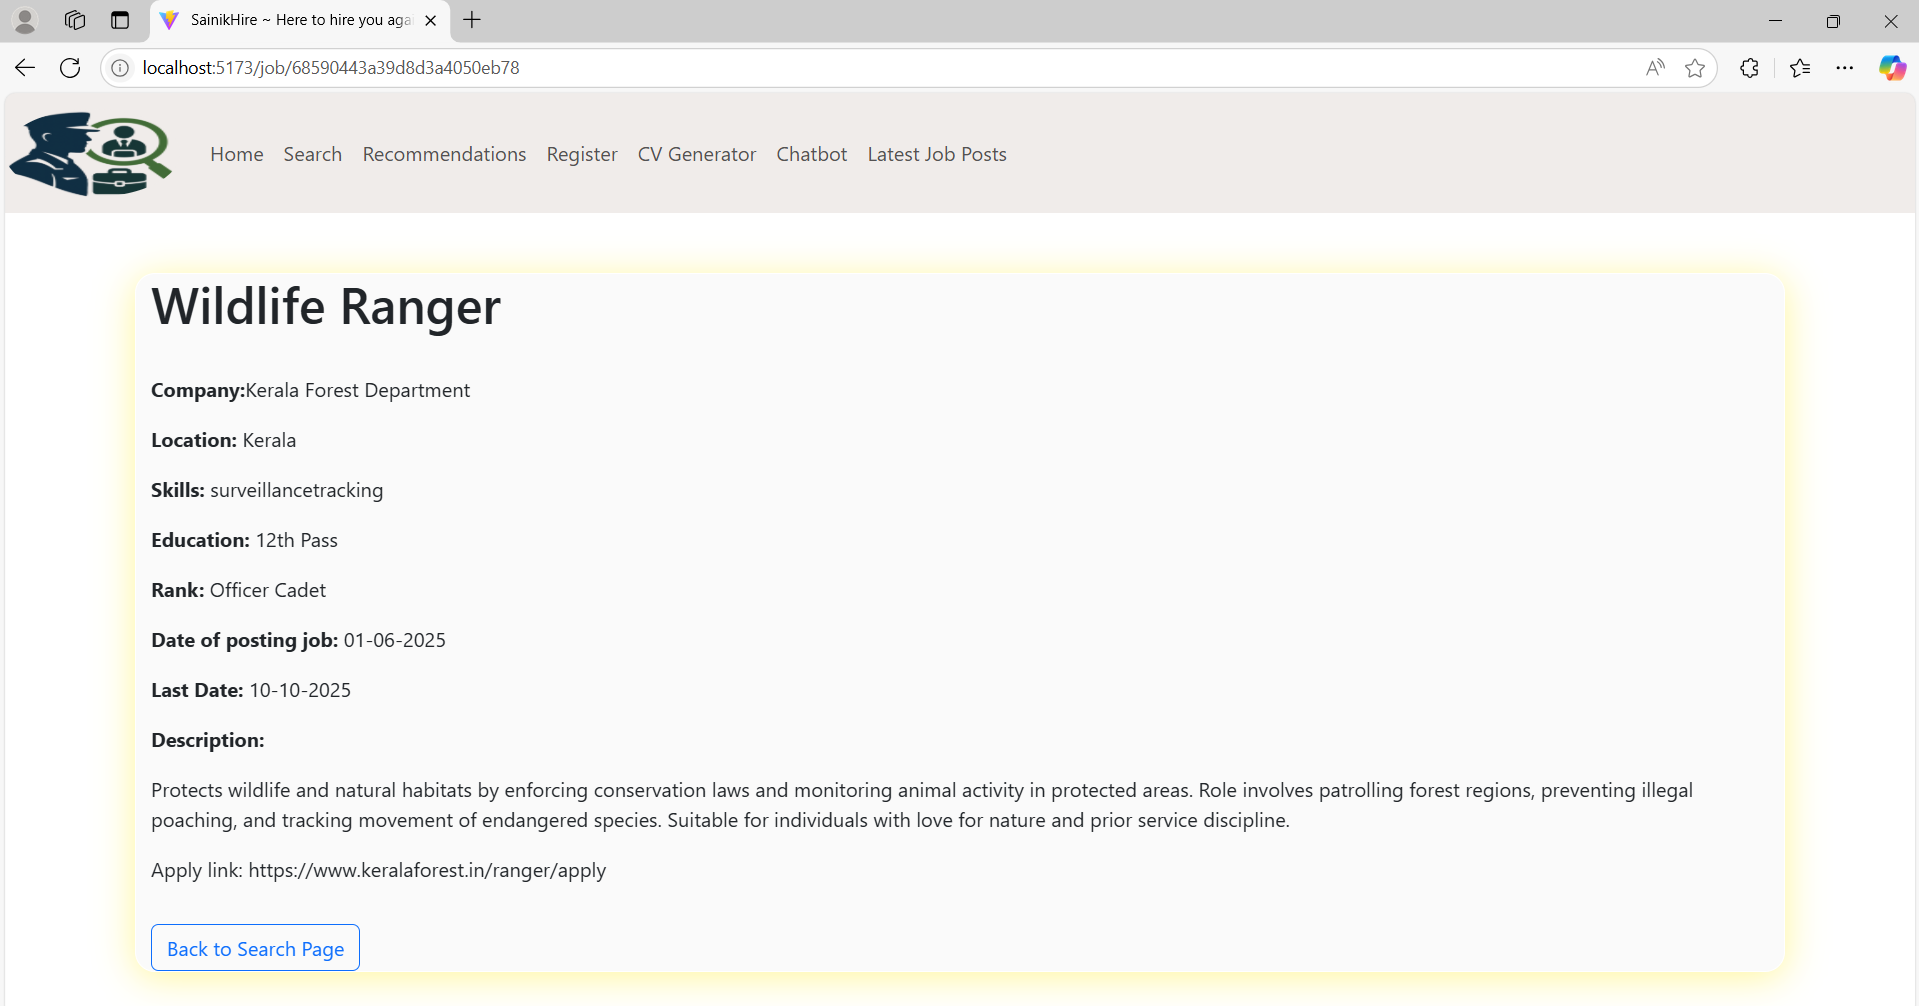 SainikHire ~ Here to hire you aga
localhost:5173/job/68590443a39d8d3a4050eb78
Home Search Recommendations Register CV Generator Chatbot Latest Job Posts
Wildlife Ranger
Company:Kerala Forest Department
Location: Kerala
Skills: surveillancetracking
Education: 12th Pass
Rank: Officer Cadet
Date of posting job: 01-06-2025
Last Date: 10-10-2025
Description:
Protects wildlife and natural habitats by enforcing conservation laws and monitoring animal activity in protected areas. Role involves patrolling forest regions, preventing illegal
poaching, and tracking movement of endangered species. Suitable for individuals with love for nature and prior service discipline.
Apply link: https://www.keralaforest.in/ranger/apply
Back to Search Page